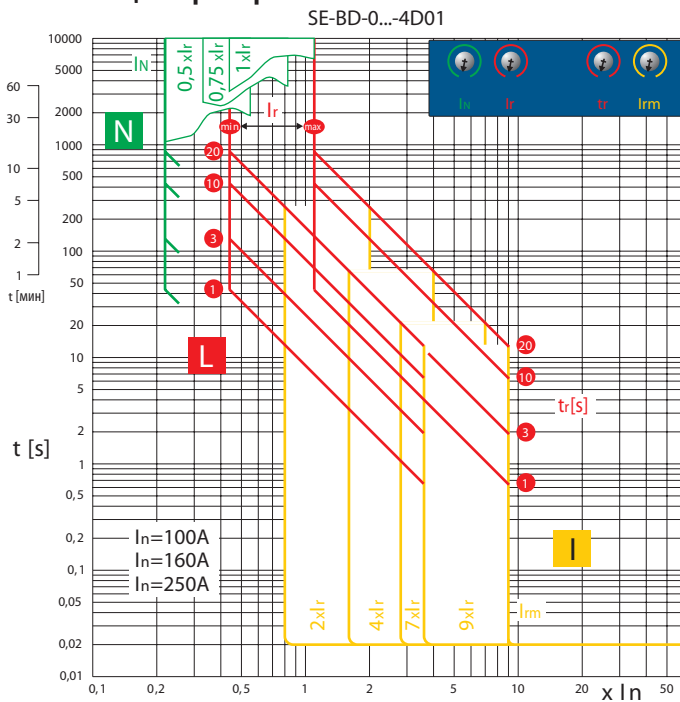 SE-BD-0...-4D01
10000
5000
2000
1000
500
200
100
50
20
10
5
2
1
0,5
0,2
0,1
0,05
0,02
0,01
60
30
10
5
2
1
t [мин]
t [s]
IN
0,5 xIr
0,75 xIr
1xIr
Ir
min
max
N
L
I
20
10
3
1
20
10
3
1
tr[s]
IN
Ir
tr
Irm
In=100A
In=160A
In=250A
2xIr
4xIr
7xIr
9xIr
Irm
0,1
0,2
0,5
1
2
5
10
20
50
x In